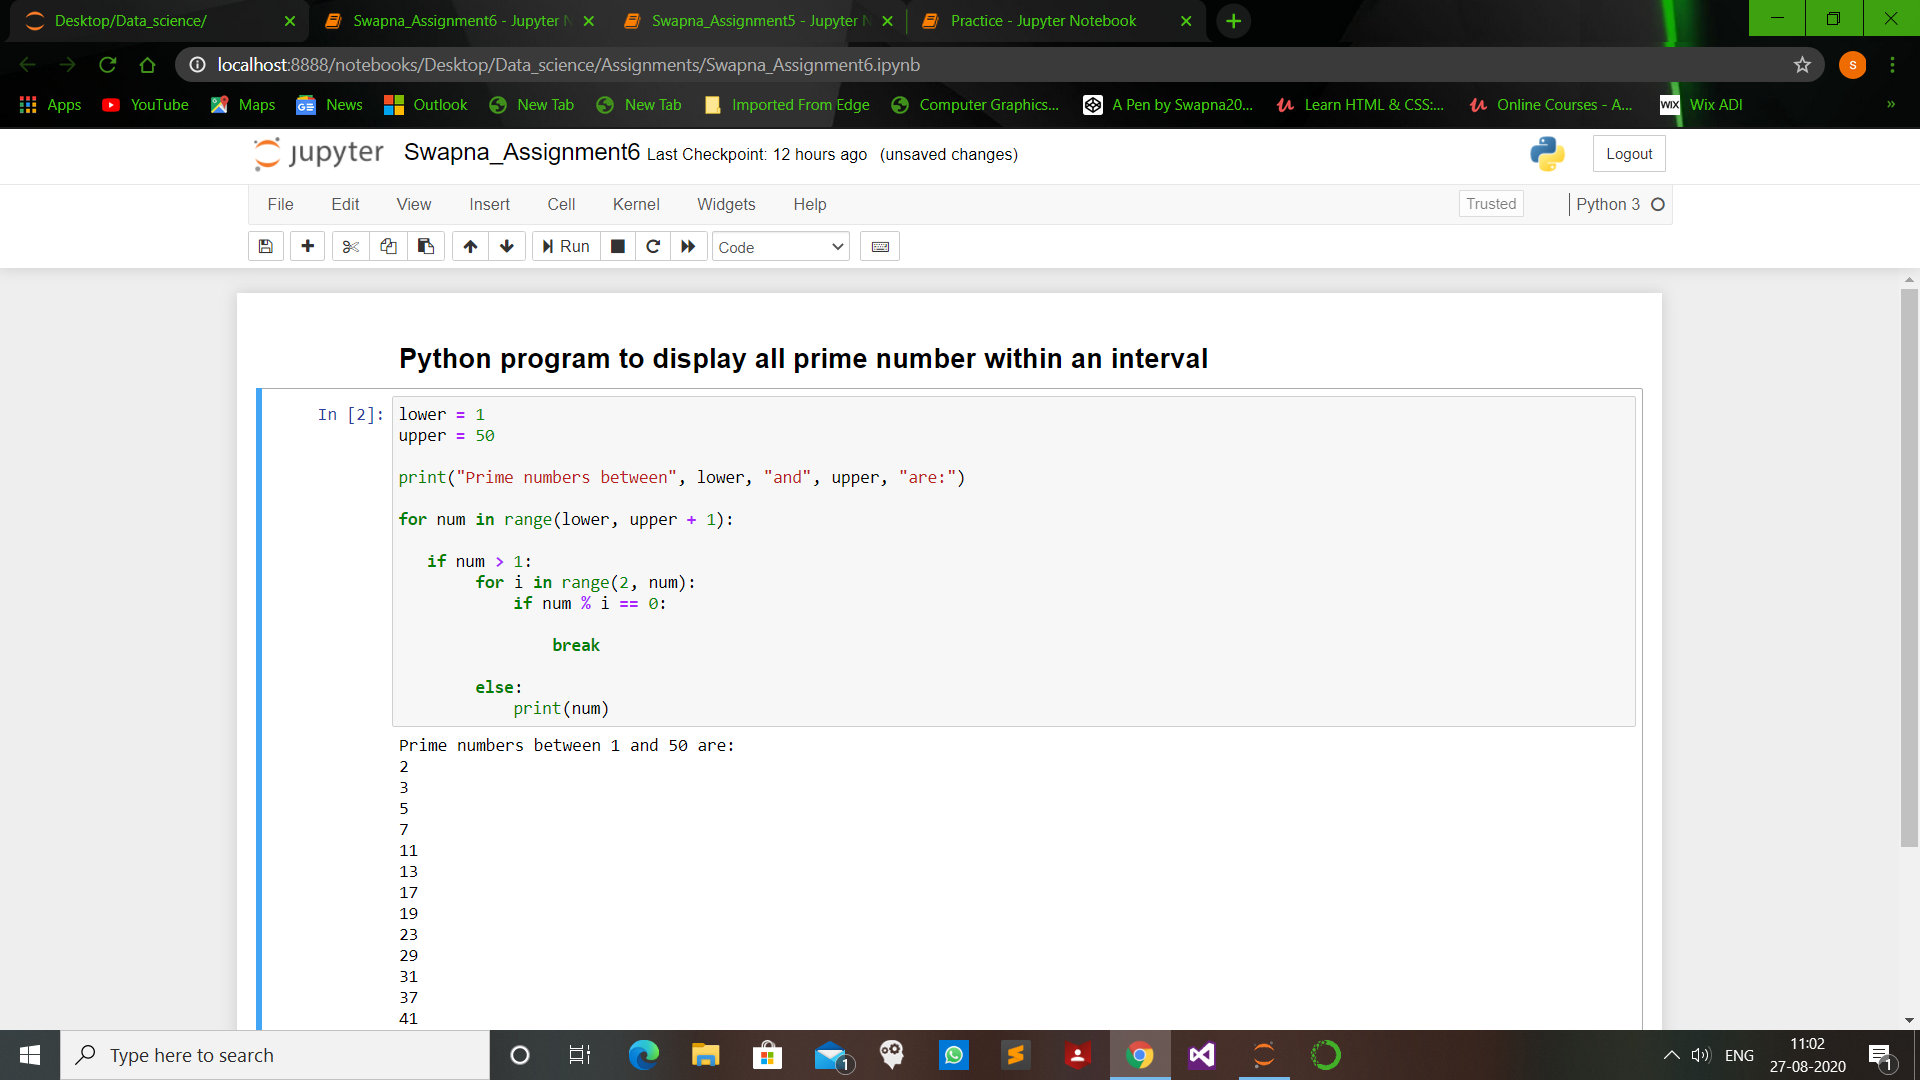 Desktop/Data_science/
Swapna_Assignment6 - Jupyter N
Swapna_Assignment5 - Jupyter N
Practice - Jupyter Notebook
localhost:8888/notebooks/Desktop/Data_science/Assignments/Swapna_Assignment6.ipynb
s
Apps YouTube Maps News Outlook New Tab New Tab Imported From Edge Computer Graphics... A Pen by Swapna20... Learn HTML & CSS:... Online Courses - A... WIX Wix ADI »
jupyter Swapna_Assignment6 Last Checkpoint: 12 hours ago (unsaved changes) Logout
File Edit View Insert Cell Kernel Widgets Help Trusted Python 3
Run Code
Python program to display all prime number within an interval
In [2]: lower = 1
upper = 50
print("Prime numbers between", lower, "and", upper, "are:")
for num in range(lower, upper + 1):
if num > 1:
for i in range(2, num):
if num % i == 0:
break
else:
print(num)
Prime numbers between 1 and 50 are:
2
3
5
7
11
13
17
19
23
29
31
37
41
Type here to search
1
ENG
11:02
27-08-2020
1